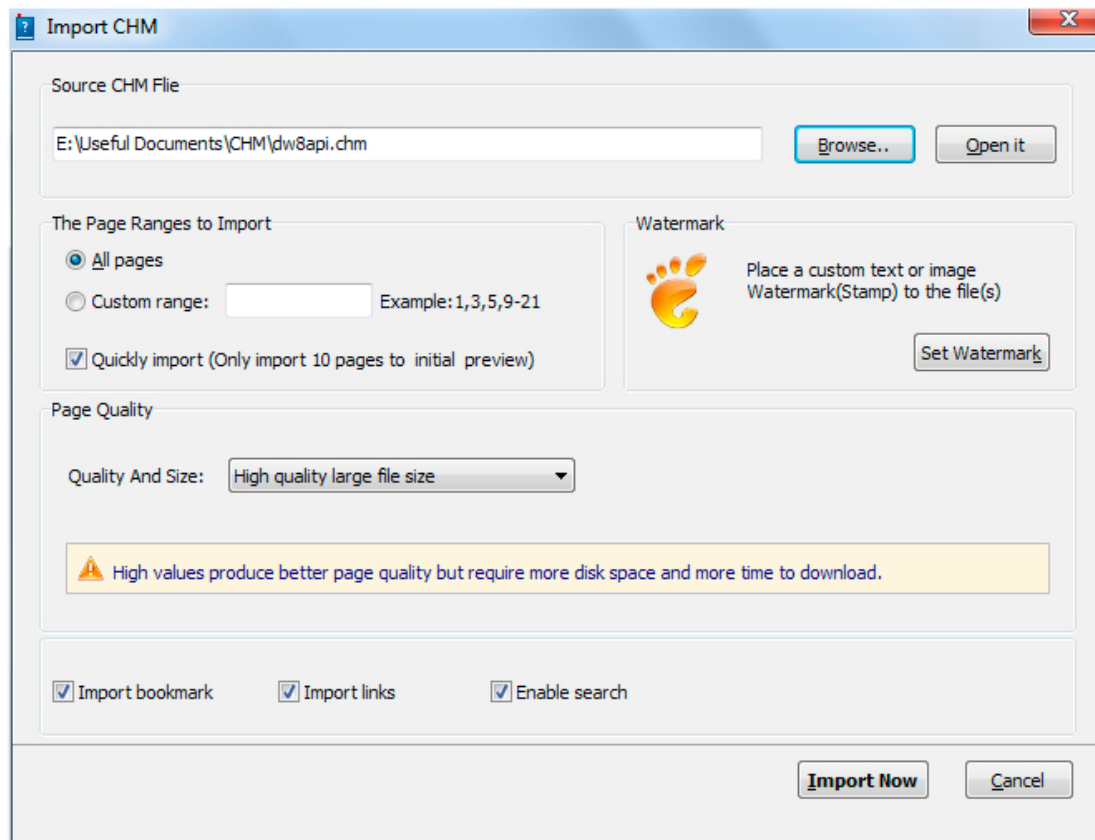 Import CHM
Source CHM Flie
E:\Useful Documents\CHM\dw8api.chm
Browse..
Open it
The Page Ranges to Import
All pages
Custom range:
Example:1,3,5,9-21
Quickly import (Only import 10 pages to initial preview)
Watermark
Place a custom text or image
Watermark(Stamp) to the file(s)
Set Watermark
Page Quality
Quality And Size:
High quality large file size
High values produce better page quality but require more disk space and more time to download.
Import bookmark
Import links
Enable search
Import Now
Cancel